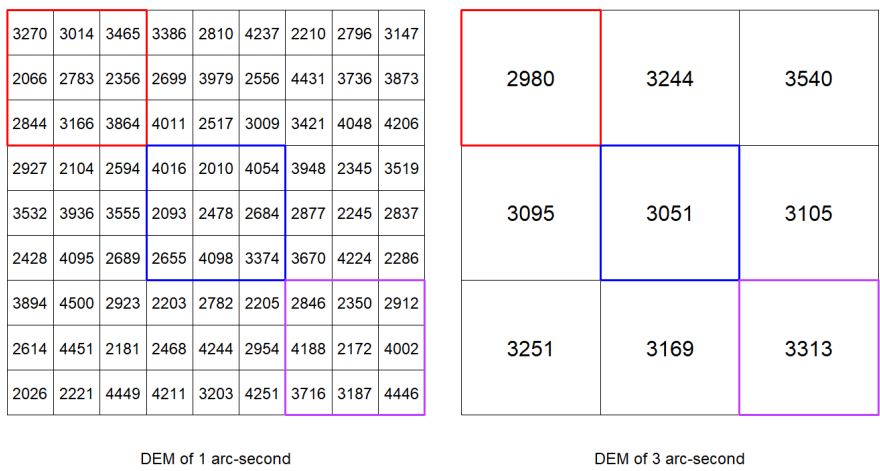 3270 3014 3465 3386 2810 4237 2210 2796 3147
2066 2783 2356 2699 3979 2556 4431 3736 3873
2844 3166 3864 4011 2517 3009 3421 4048 4206
2927 2104 2594 4016 2010 4054 3948 2345 3519
3532 3936 3555 2093 2478 2684 2877 2245 2837
2428 4095 2689 2655 4098 3374 3670 4224 2286
3894 4500 2923 2203 2782 2205 2846 2350 2912
2614 4451 2181 2468 4244 2954 4188 2172 4002
2026 2221 4449 4211 3203 4251 3716 3187 4446
DEM of 1 arc-second
2980 3244 3540
3095 3051 3105
3251 3169 3313
DEM of 3 arc-second